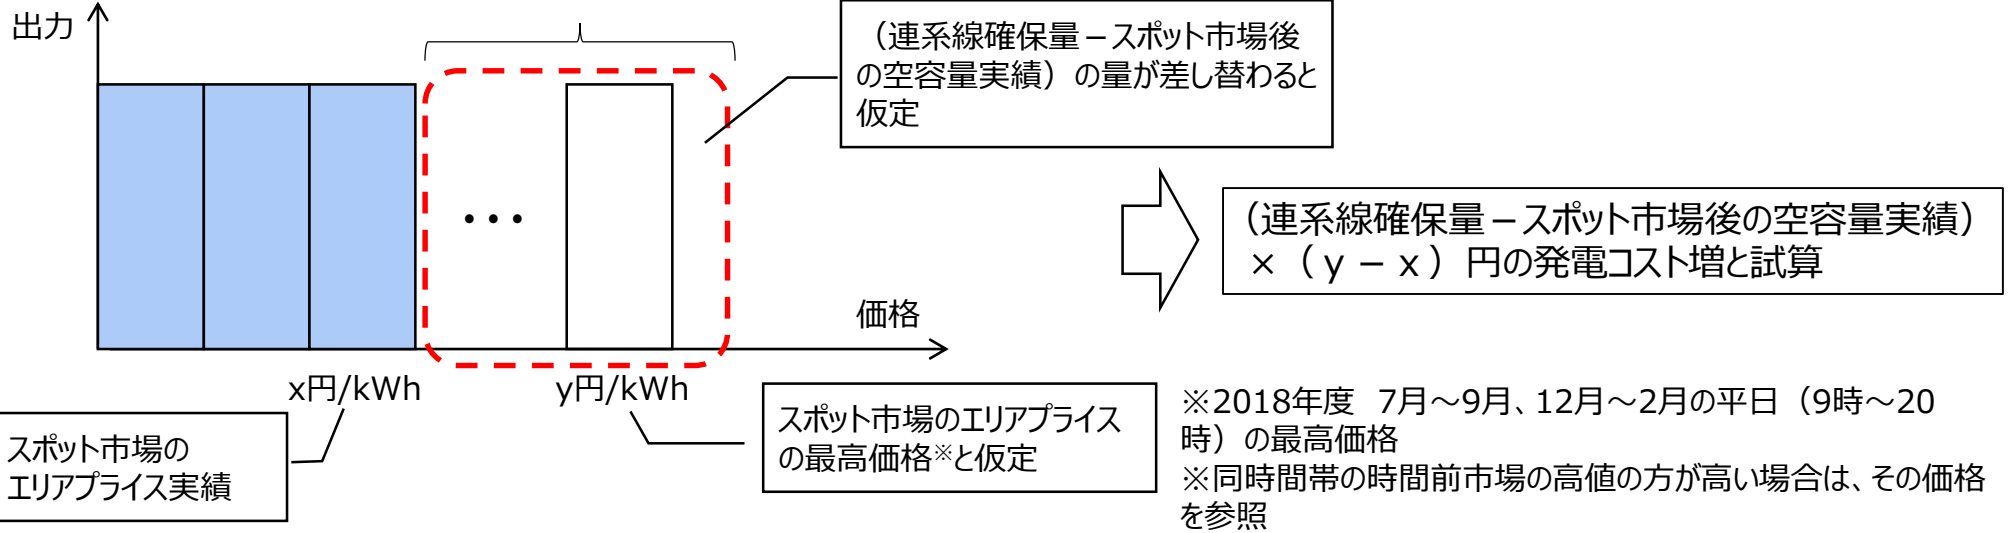 出力
（連系線確保量－スポット市場後
の空容量実績）の量が差し替わると
仮定
・・・
価格
x円/kWh
y円/kWh
スポット市場の
エリアプライス実績
スポット市場のエリアプライス
の最高価格※と仮定
（連系線確保量－スポット市場後の空容量実績）
×（ｙ－ｘ）円の発電コスト増と試算
※2018年度 7月～9月、12月～2月の平日（9時～20
時）の最高価格
※同時間帯の時間前市場の高値の方が高い場合は、その価格
を参照